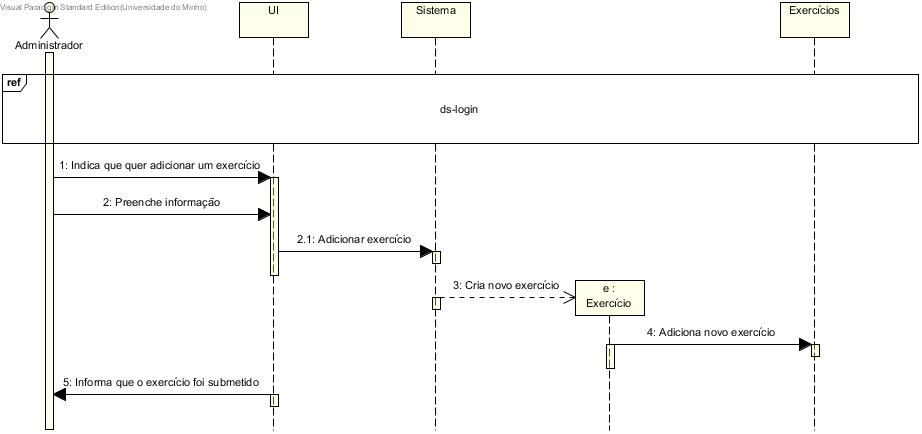 Visual Paradigm Standard Edition(Universidade do Minho)
UI
Sistema
Exercícios
Administrador
ref
ds-login
1: Indica que quer adicionar um exercício
2: Preenche informação
2.1: Adicionar exercício
3: Cria novo exercício
e :
Exercício
4: Adiciona novo exercício
5: Informa que o exercício foi submetido